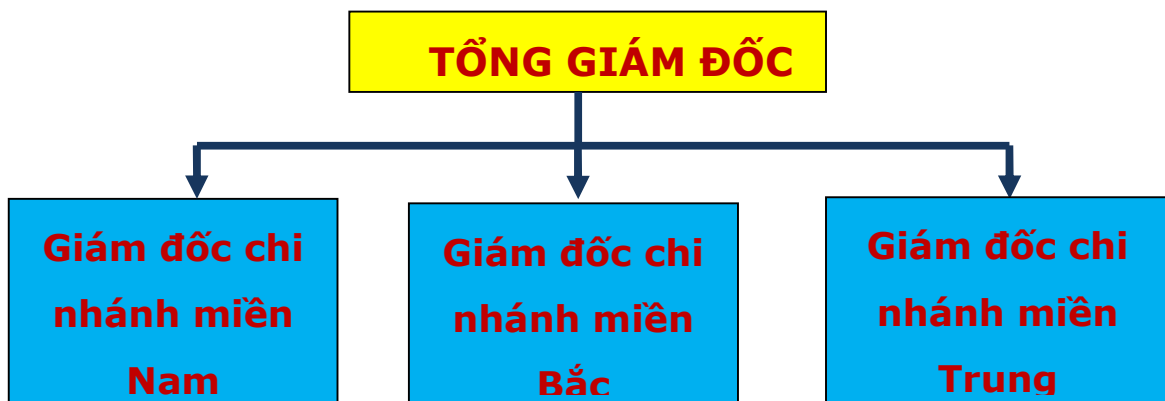 TỔNG GIÁM ĐỐC
Giám đốc chi
nhánh miền
Nam
Giám đốc chi
nhánh miền
Bắc
Giám đốc chi
nhánh miền
Trung